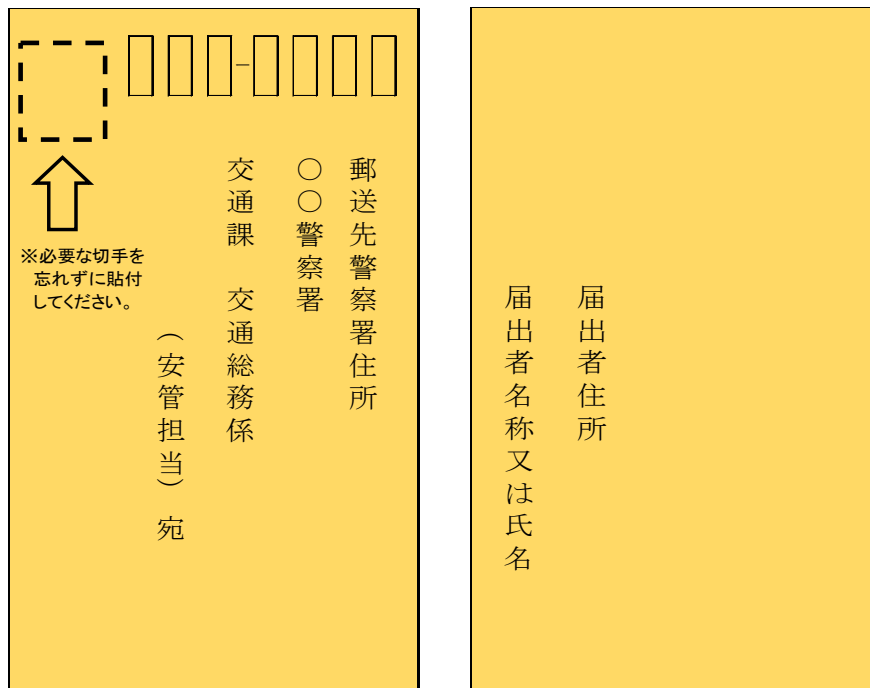 郵送先警察署住所
○○警察署
交通課　交通総務係
（安管担当）宛
※必要な切手を
忘れずに貼付
してください。
届出者住所
届出者名称又は氏名